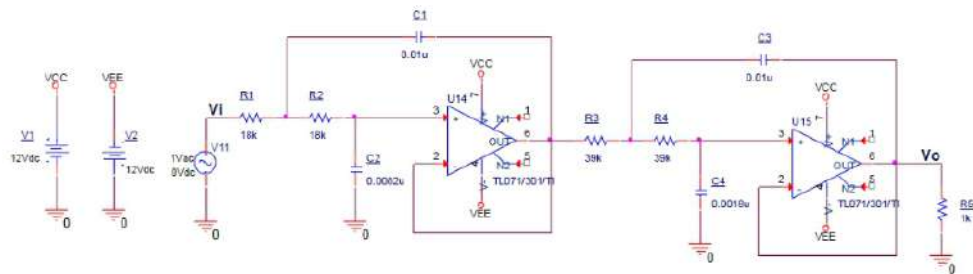 C1
0.01u
C3
0.01u
VCC
VEE
V1
12Vdc
0
V2
12Vdc
0
Vi
R1
18k
R2
18k
V11
1Vac
0Vdc
0
C2
0.0082u
0
VCC
U14
3
+
7
N1
1
OUT
6
2
-
N2
5
TL071/301/TI
V-
VEE
R3
39k
R4
39k
C4
0.0018u
0
VCC
U15
3
+
7
N1
1
OUT
6
2
-
N2
5
TL071/301/TI
V-
VEE
Vo
1k
0